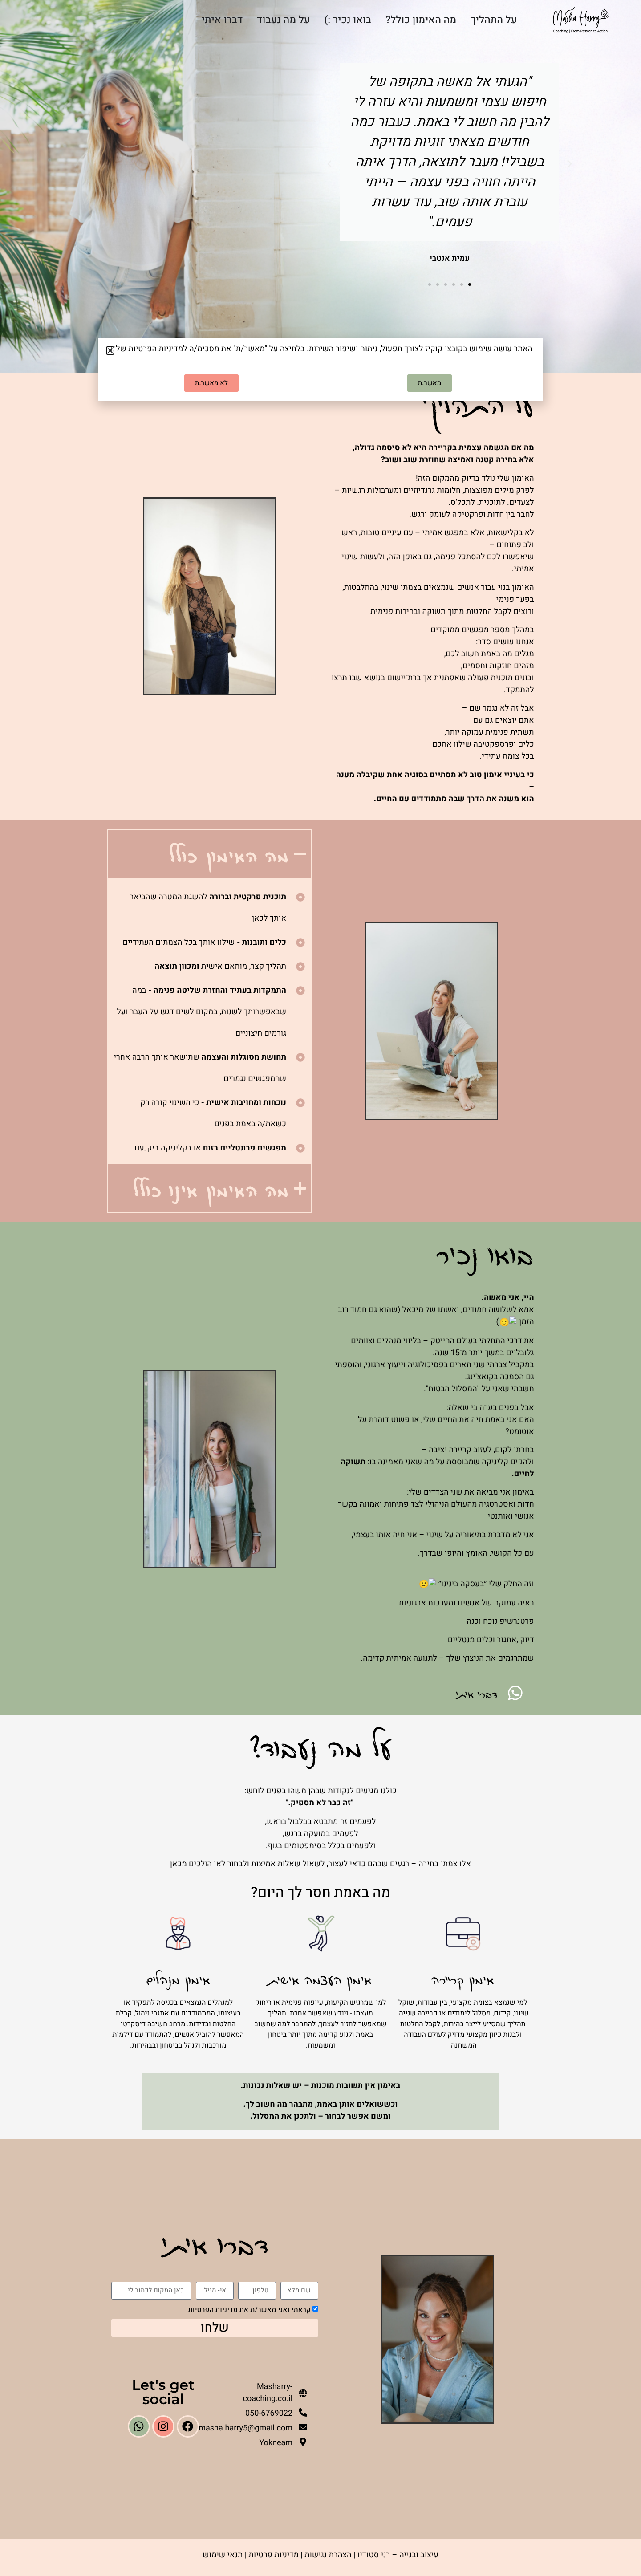 Masha Harry
Coaching | From Passion to Action
על התהליך
מה האימון כולל?
בואו נכיר :)
על מה נעבוד
דברו איתי
"הגעתי אל מאשה בתקופה של
חיפוש עצמי ומשמעות והיא עזרה לי
להבין מה חשוב לי באמת. כעבור כמה
חודשים מצאתי זוגיות מדויקת
בשבילי! מעבר לתוצאה, הדרך איתה
הייתה חוויה בפני עצמה — הייתי
עוברת אותה שוב, ועוד עשרות
פעמים."
עמית אנטבי
האתר עושה שימוש בקובצי קוקיז לצורך תפעול, ניתוח ושיפור השירות. בלחיצה על "מאשר/ת" את מסכימ/ה למדיניות הפרטיות שלנו
מאשר.ת
לא מאשר.ת
על התהליך
מה אם הגשמה עצמית בקריירה היא לא סיסמה גדולה,
אלא בחירה קטנה ואמיצה שחוזרת שוב ושוב?
האימון שלי נולד בדיוק מהמקום הזה!
לפרק מילים מפוצצות, חלומות גרנדיוזיים ומערבולות רגשיות –
לצעדים. לתוכנית. לתכל'ס.
לחבר בין חדות ופרקטיקה לעומק ורגש.
לא בקלישאות, אלא במפגש אמיתי – עם עיניים טובות, ראש
ולב פתוחים –
שיאפשרו לכם להסתכל פנימה, גם באופן הזה, ולעשות שינוי
אמיתי.
האימון בנוי עבור אנשים שנמצאים בצמתי שינוי, בהתלבטות,
בפער פנימי
ורוצים לקבל החלטות מתוך תשוקה ובהירות פנימית
במהלך מספר מפגשים ממוקדים
אנחנו עושים סדר:
מגלים מה באמת חשוב לכם,
מזהים חוזקות וחסמים,
ובונים תוכנית פעולה שאפתנית אך ברת־יישום בנושא שבו תרצו
להתמקד.
אבל זה לא נגמר שם –
אתם יוצאים גם עם
תשתית פנימית עמוקה יותר,
כלים ופרספקטיבה שילוו אתכם
בכל צומת עתידי.
כי בעיניי אימון טוב לא מסתיים בסוגיה אחת שקיבלה מענה
–
הוא משנה את הדרך שבה מתמודדים עם החיים.
מה האימון כולל
תוכנית פרקטית וברורה להשגת המטרה שהביאה
אותך לכאן
כלים ותובנות - שילוו אותך בכל הצמתים העתידיים
תהליך קצר, מותאם אישית ומכוון תוצאה
התמקדות בעתיד והחזרת שליטה פנימה - במה
שבאפשרותך לשנות, במקום לשים דגש על העבר ועל
גורמים חיצוניים
תחושת מסוגלות והעצמה שתישאר איתך הרבה אחרי
שהמפגשים נגמרים
נוכחות ומחויבות אישית - כי השינוי קורה רק
כשאת/ה באמת בפנים
מפגשים פרונטליים בזום או בקליניקה ביקנעם
מה האימון אינו כולל
בואו נכיר
היי, אני מאשה.
אמא לשלושה חמודים, ואשתו של מיכאל (שהוא גם חמוד רוב
הזמן 🙂).
את דרכי התחלתי בעולם ההייטק – בליווי מנהלים וצוותים
גלובליים במשך יותר מ־15 שנה.
במקביל צברתי שני תארים בפסיכולוגיה וייעוץ ארגוני, והוספתי
גם הסמכה בקואצ'ינג.
חשבתי שאני על "המסלול הבטוח".
אבל בפנים בערה בי שאלה:
האם אני באמת חיה את החיים שלי, או פשוט דוהרת על
אוטומט?
בחרתי לקום, לעזוב קריירה יציבה –
ולהקים קליניקה שמבוססת על מה שאני מאמינה בו: תשוקה
לחיים.
באימון אני מביאה את שני הצדדים שלי:
חדות ואסטרטגיה מהעולם הניהולי לצד פתיחות ואמונה בקשר
אנושי ואותנטי
אני לא מדברת בתיאוריה על שינוי – אני חיה אותו בעצמי,
עם כל הקושי, האומץ והיופי שבדרך.
וזה החלק שלי "בעסקה בינינו" 🙂
ראיה עמוקה של אנשים ומערכות ארגוניות
פרטנרשיפ נוכח וכנה
דיוק ,אתגור וכלים מנטליים
שמתרגמים את הניצוץ שלך – לתנועה אמיתית קדימה.
דברו איתי
על מה נעבוד?
כולנו מגיעים לנקודות שבהן משהו בפנים לוחש:
"זה כבר לא מספיק."
לפעמים זה מתבטא בבלבול בראש,
לפעמים במועקה ברגש,
ולפעמים בכלל בסימפטומים בגוף.
אלו צמתי בחירה – רגעים שבהם כדאי לעצור, לשאול שאלות אמיצות ולבחור לאן הולכים מכאן
מה באמת חסר לך היום?
אימון קריירה
למי שנמצא בצומת מקצועי, בין עבודות, שוקל
שינוי, קידום, מסלול לימודים או קריירה שנייה.
תהליך שמסייע לייצר בהירות, לקבל החלטות
ולבנות כיוון מקצועי מדויק לעולם העבודה
המשתנה.
אימון העצמה אישית
למי שמרגיש תקיעות, עייפות פנימית או ריחוק
מעצמו - ויודע שאפשר אחרת. תהליך
שמאפשר לחזור לעצמך, להתחבר למה שחשוב
באמת ולנוע קדימה מתוך יותר ביטחון
ומשמעות.
אימון מנהלים
למנהלים הנמצאים בכניסה לתפקיד או
בעיצומו, המתמודדים עם אתגרי ניהול, קבלת
החלטות ובדידות. מרחב חשיבה דיסקרטי
המאפשר להוביל אנשים, להתמודד עם דילמות
מורכבות ולנהל בביטחון ובבהירות.
באימון אין תשובות מוכנות – יש שאלות נכונות.
וכששואלים אותן באמת, מתבהר מה חשוב לך.
ומשם אפשר לבחור – ולתכנן את המסלול.
דברו איתי
שם מלא
טלפון
אי- מייל
כאן המקום לכתוב לי...
קראתי ואני מאשר/ת את מדיניות הפרטיות
שלחו
Masharry-
coaching.co.il
050-6769022
masha.harry5@gmail.com
Yokneam
Let's get
social
עיצוב ובנייה – רני סטודיו | הצהרת נגישות | מדיניות פרטיות | תנאי שימוש